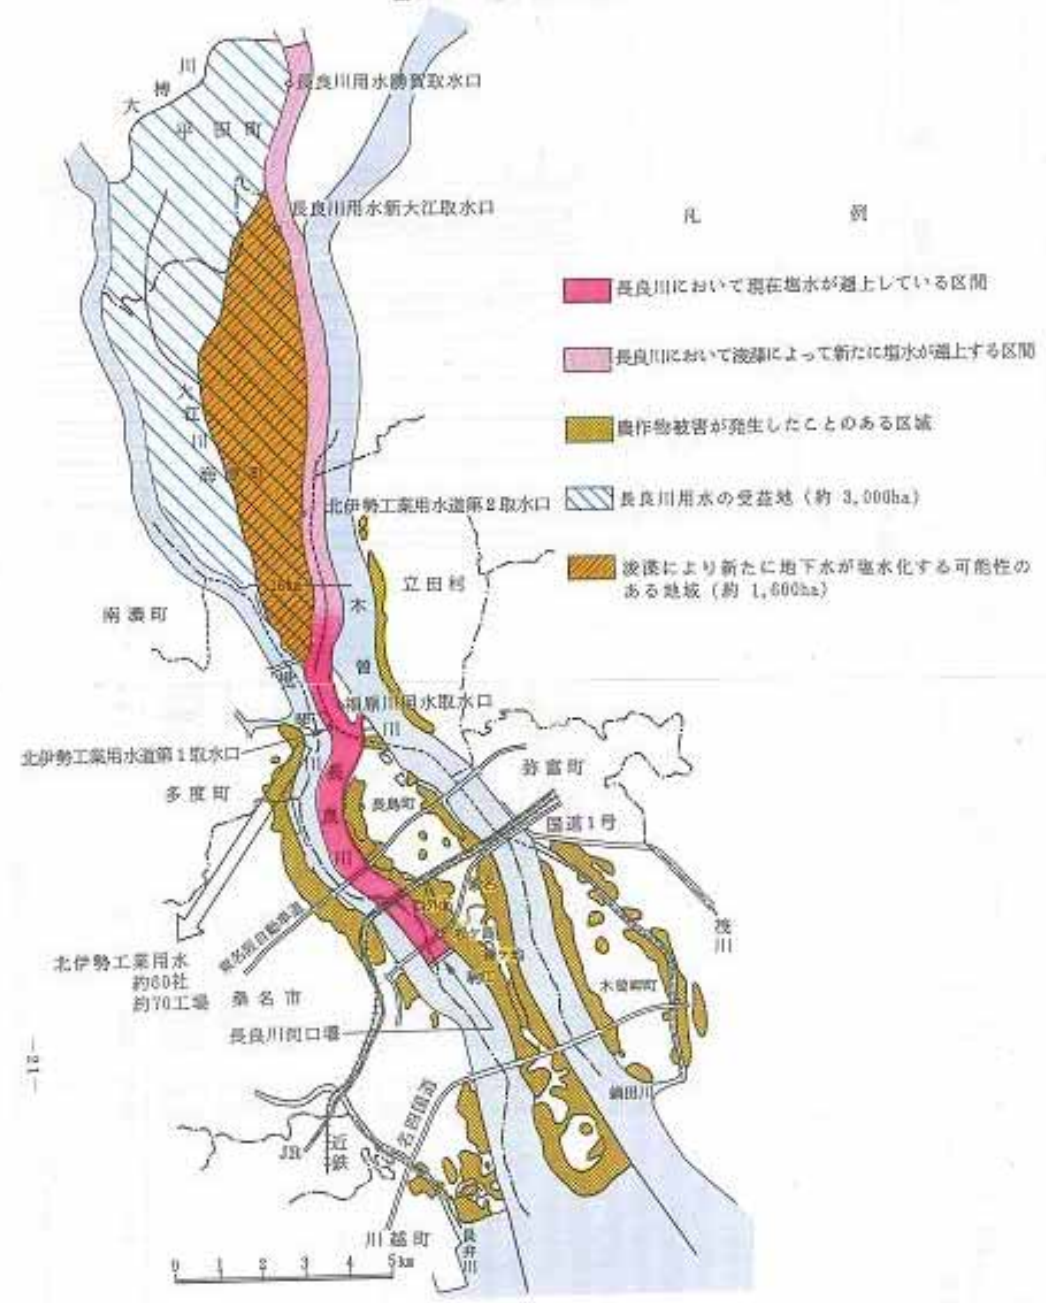 大榑川
長良川用水勝賀取水口
平田町
長良川用水新大江取水口
凡例
長良川において現在塩水が遡上している区間
長良川において浚渫によって新たに塩水が遡上する区間
大江川
農作物被害が発生したことのある区域
北伊勢工業用水道第2取水口
長良川用水の受益地(約 3,000ha)
浚渫により新たに地下水が塩水化する可能性の
ある地域(約 1,600ha)
立田村
南濃町
木曽川
福原川用水取水口
北伊勢工業用水道第1取水口
多度町
長良川
長島町
弥富町
国道1号
筏川
東名阪自動車道
北伊勢工業用水
約60社
約70工場
桑名市
木曽岬町
長良川河口堰
鍋田川
名四国道
JR
近鉄
川越町
員弁川
0 1 2 3 4 5km
-21-